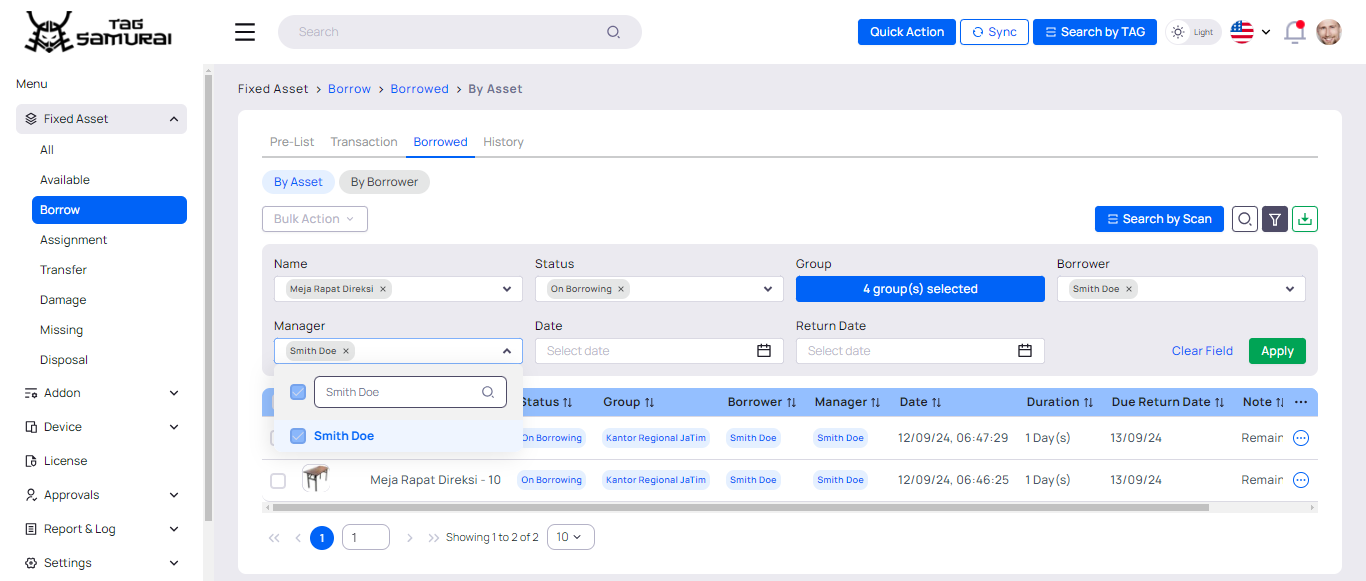 TAG SAMURAI
Search
Quick Action
Sync
Search by TAG
Light
Menu
Fixed Asset
All
Available
Borrow
Assignment
Transfer
Damage
Missing
Disposal
Addon
Device
License
Approvals
Report & Log
Settings
Fixed Asset > Borrow > Borrowed > By Asset
Pre-List Transaction Borrowed History
By Asset By Borrower
Bulk Action
Search by Scan
Name Status Group Borrower
Meja Rapat Direksi × On Borrowing × 4 group(s) selected Smith Doe ×
Manager Date Return Date
Smith Doe × Select date Select date Clear Field Apply
Smith Doe
Smith Doe
Status Group Borrower Manager Date Duration Due Return Date Note
On Borrowing Kantor Regional JaTim Smith Doe Smith Doe 12/09/24, 06:47:29 1 Day(s) 13/09/24 Remain
Meja Rapat Direksi - 10 On Borrowing Kantor Regional JaTim Smith Doe Smith Doe 12/09/24, 06:46:25 1 Day(s) 13/09/24 Remain
1 1 Showing 1 to 2 of 2 10